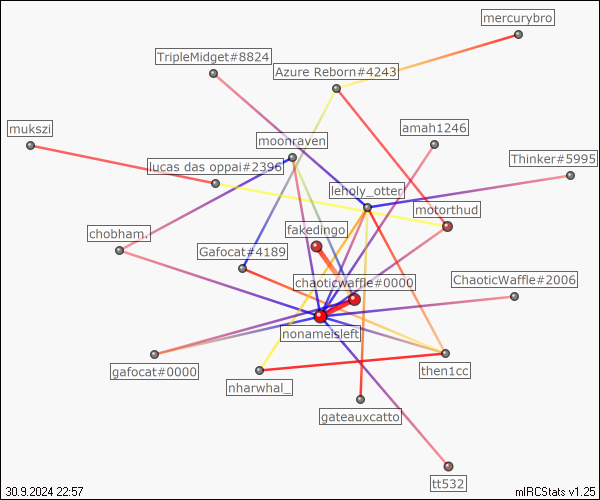 mercurybro
TripleMidget#8824
Azure Reborn#4243
mukszi
amah1246
moonraven
Thinker#5995
lucas das oppai#2396
leholy_otter
motorthud
chobham.
fakedingo
Gafocat#4189
chaoticwaffle#0000
ChaoticWaffle#2006
nonameisleft
gafocat#0000
then1cc
nharwhal_
gateauxcatto
tt532
30.9.2024 22:57
mIRCStats v1.25